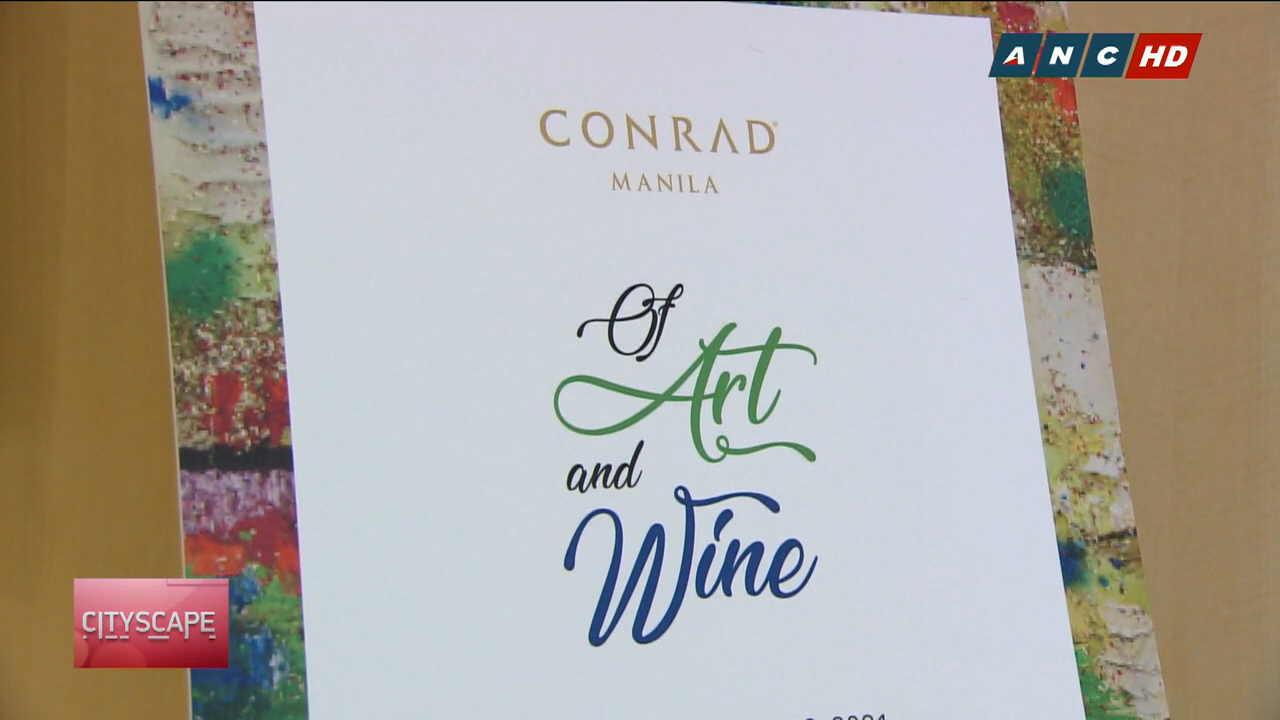 ANC HD
CONRAD
MANILA
Of
Art
and
Wine
CITYSCAPE